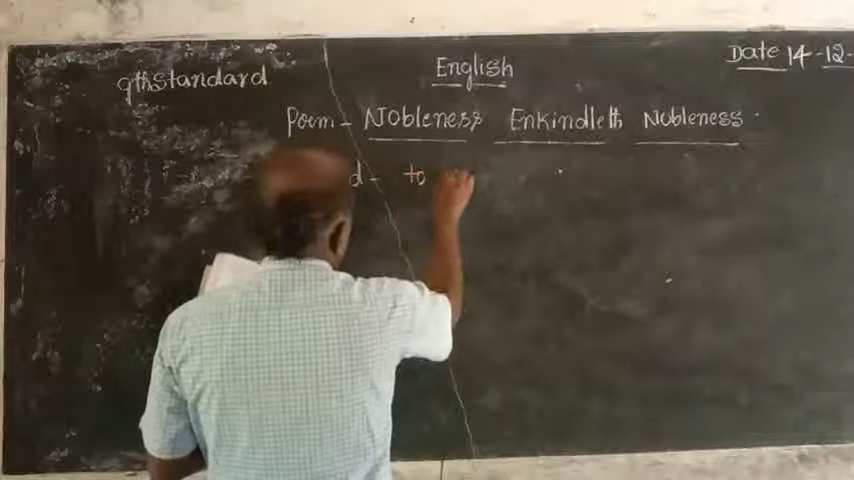 9thstandard English Date 14-12-
Poem - Nobleness Enkindleth Nobleness.
d - to